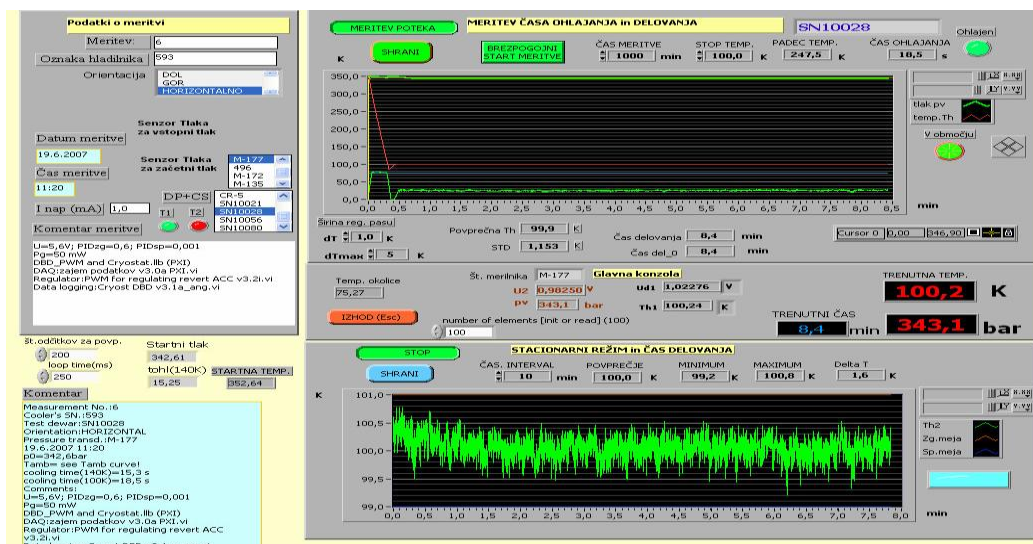 Podatki o meritvi
Meritev: 6
Oznaka hladilnika 593
Orientacija
DOL
GOR
HORIZONTALNO
Senzor Tlaka
za vstopni tlak
Datum meritve
19.6.2007
Senzor Tlaka
za začetni tlak
M-177
496
M-172
M-135
Čas meritve
11:20
DP+CS
CR-5
SN10021
SN10028
SN10056
SN10080
I nap (mA) 1,0
T1 T2
Komentar meritve
U=5,6V; PIDzg=0,6; PIDsp=0,001
Pg=50 mW
DBD_PWM and Cryostat.llb (PXI)
DAQ:zajem podatkov v3.0a PXI.vi
Regulator:PWM for regulating revert ACC v3.2i.vi
Data logging:Cryost DBD v3.1a_ang.vi
št.odčitkov za povp.
200
loop time(ms)
250
Startni tlak
342,61
tohl(140K)
15,25
STARTNA TEMP.
352,64
Komentar
Measurement No.:6
Cooler's SN.:593
Test dewar:SN10028
Orientation:HORIZONTAL
Pressure transd.:M-177
19.6.2007 11:20
p0=342,6bar
Tamb= see Tamb curve!
cooling time(140K)=15,3 s
cooling time(100K)=18,5 s
Comments:
U=5,6V; PIDzg=0,6; PIDsp=0,001
Pg=50 mW
DBD_PWM and Cryostat.llb (PXI)
DAQ:zajem podatkov v3.0a PXI.vi
Regulator:PWM for regulating revert ACC
v3.2i.vi
MERITEV POTEKA
MERITEV ČASA OHLAJANJA in DELOVANJA
SN10028
Ohlajen
K
SHRANI
BREZPOGOJNI
START MERITVE
ČAS MERITVE
1000 min
STOP TEMP.
100,0 K
PADEC TEMP.
247,5 K
ČAS OHLAJANJA
18,5 s
350,0
300,0
250,0
200,0
150,0
100,0
50,0
0,0
0,0 0,5 1,0 1,5 2,0 2,5 3,0 3,5 4,0 4,5 5,0 5,5 6,0 6,5 7,0 7,5 8,0 8,5
min
tlak pv
temp.Th
V območju
Širina reg. pasu
dT 1,0 K
dTmax 5 K
Povprečna Th 99,9 K
STD 1,153 K
Čas delovanja 8,4 min
Čas del_0 8,4 min
Cursor 0 0,00 346,90
Temp. okolice
75,27
IZHOD (Esc)
Št. merilnika M-177
Glavna konzola
U2 0,98250 V
pv 343,1 bar
Ud1 1,02276 V
Th1 100,24 K
number of elements [init or read] (100)
100
TRENUTNA TEMP.
100,2 K
TRENUTNI ČAS
8,4 min
343,1 bar
STOP
STACIONARNI REŽIM in ČAS DELOVANJA
SHRANI
ČAS. INTERVAL
10 min
POVPREČJE
100,0 K
MINIMUM
99,2 K
MAXIMUM
100,8 K
Delta T
1,6 K
K
101,0
100,5
100,0
99,5
99,0
0,0 0,5 1,0 1,5 2,0 2,5 3,0 3,5 4,0 4,5 5,0 5,5 6,0 6,5 7,0 7,5 8,0
min
Th2
Zg.meja
Sp.meja